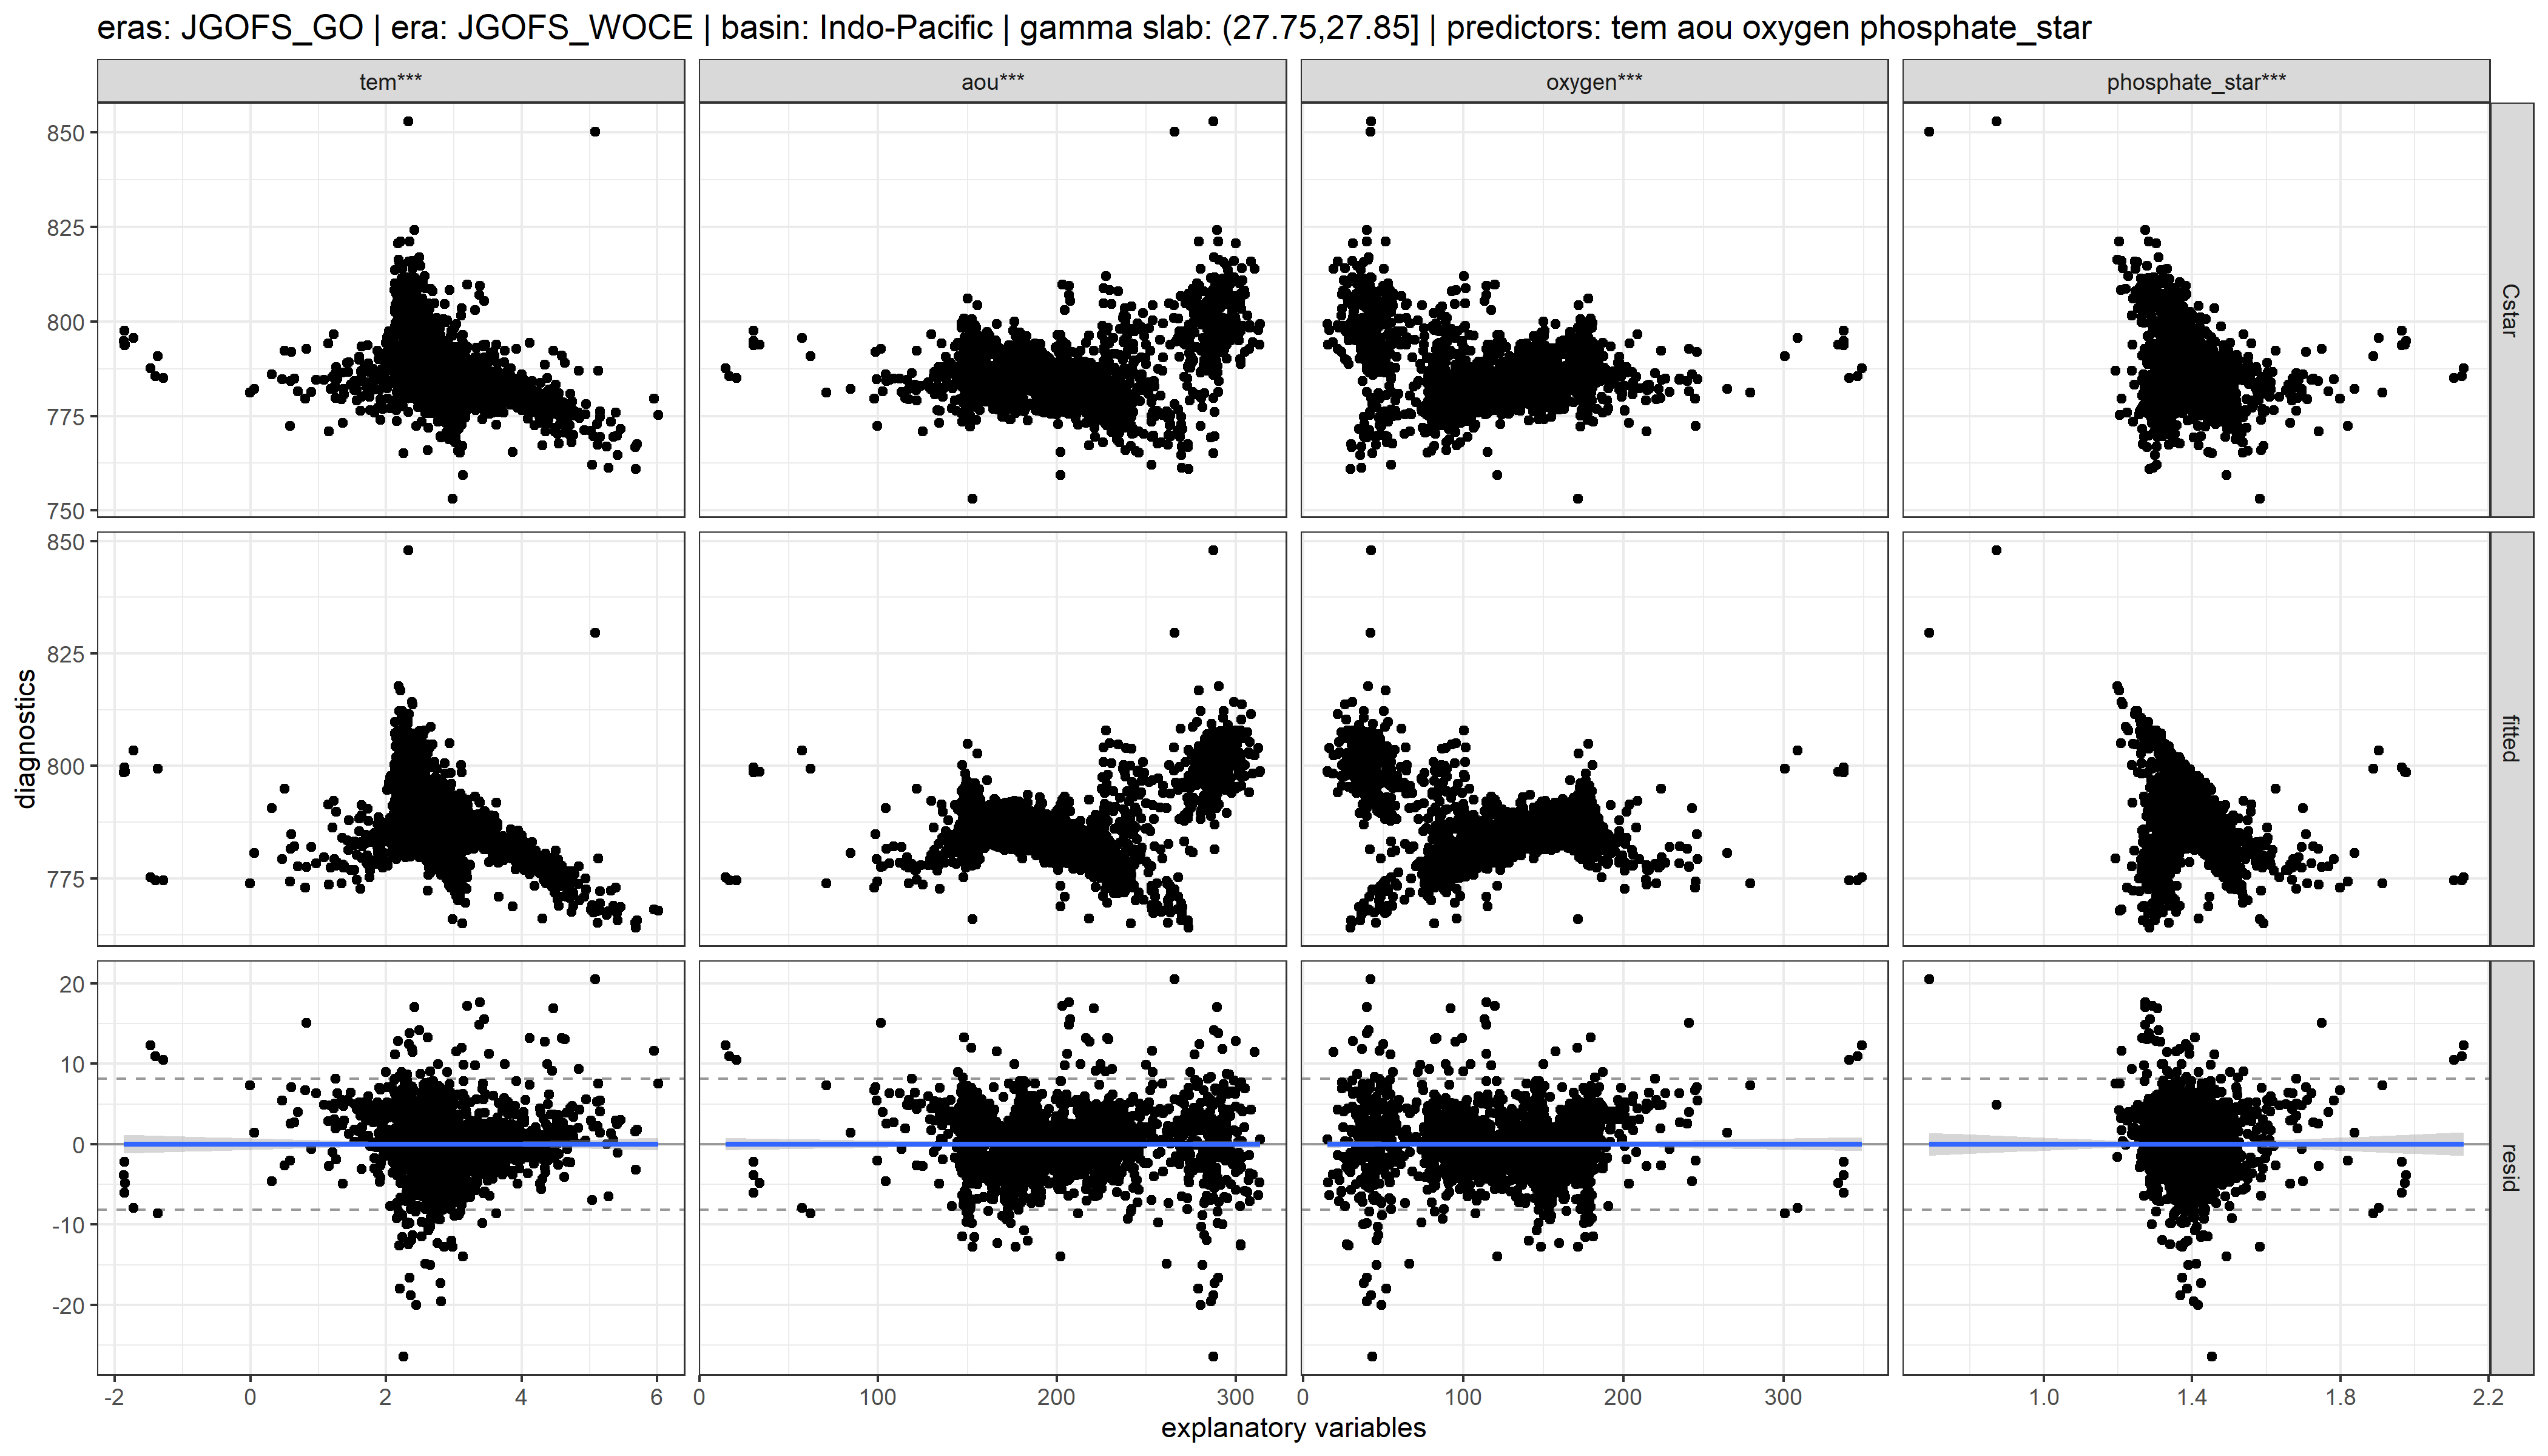 eras: JGOFS_GO | era: JGOFS_WOCE | basin: Indo-Pacific | gamma slab: (27.75,27.85] | predictors: tem aou oxygen phosphate_star
tem*** aou*** oxygen*** phosphate_star***
850
825
800
775
750
Cstar
850
825
800
775
fitted
diagnostics
20
10
0
-10
-20
resid
-2 0 2 4 6 0 100 200 300 0 100 200 300 1.0 1.4 1.8 2.2
explanatory variables